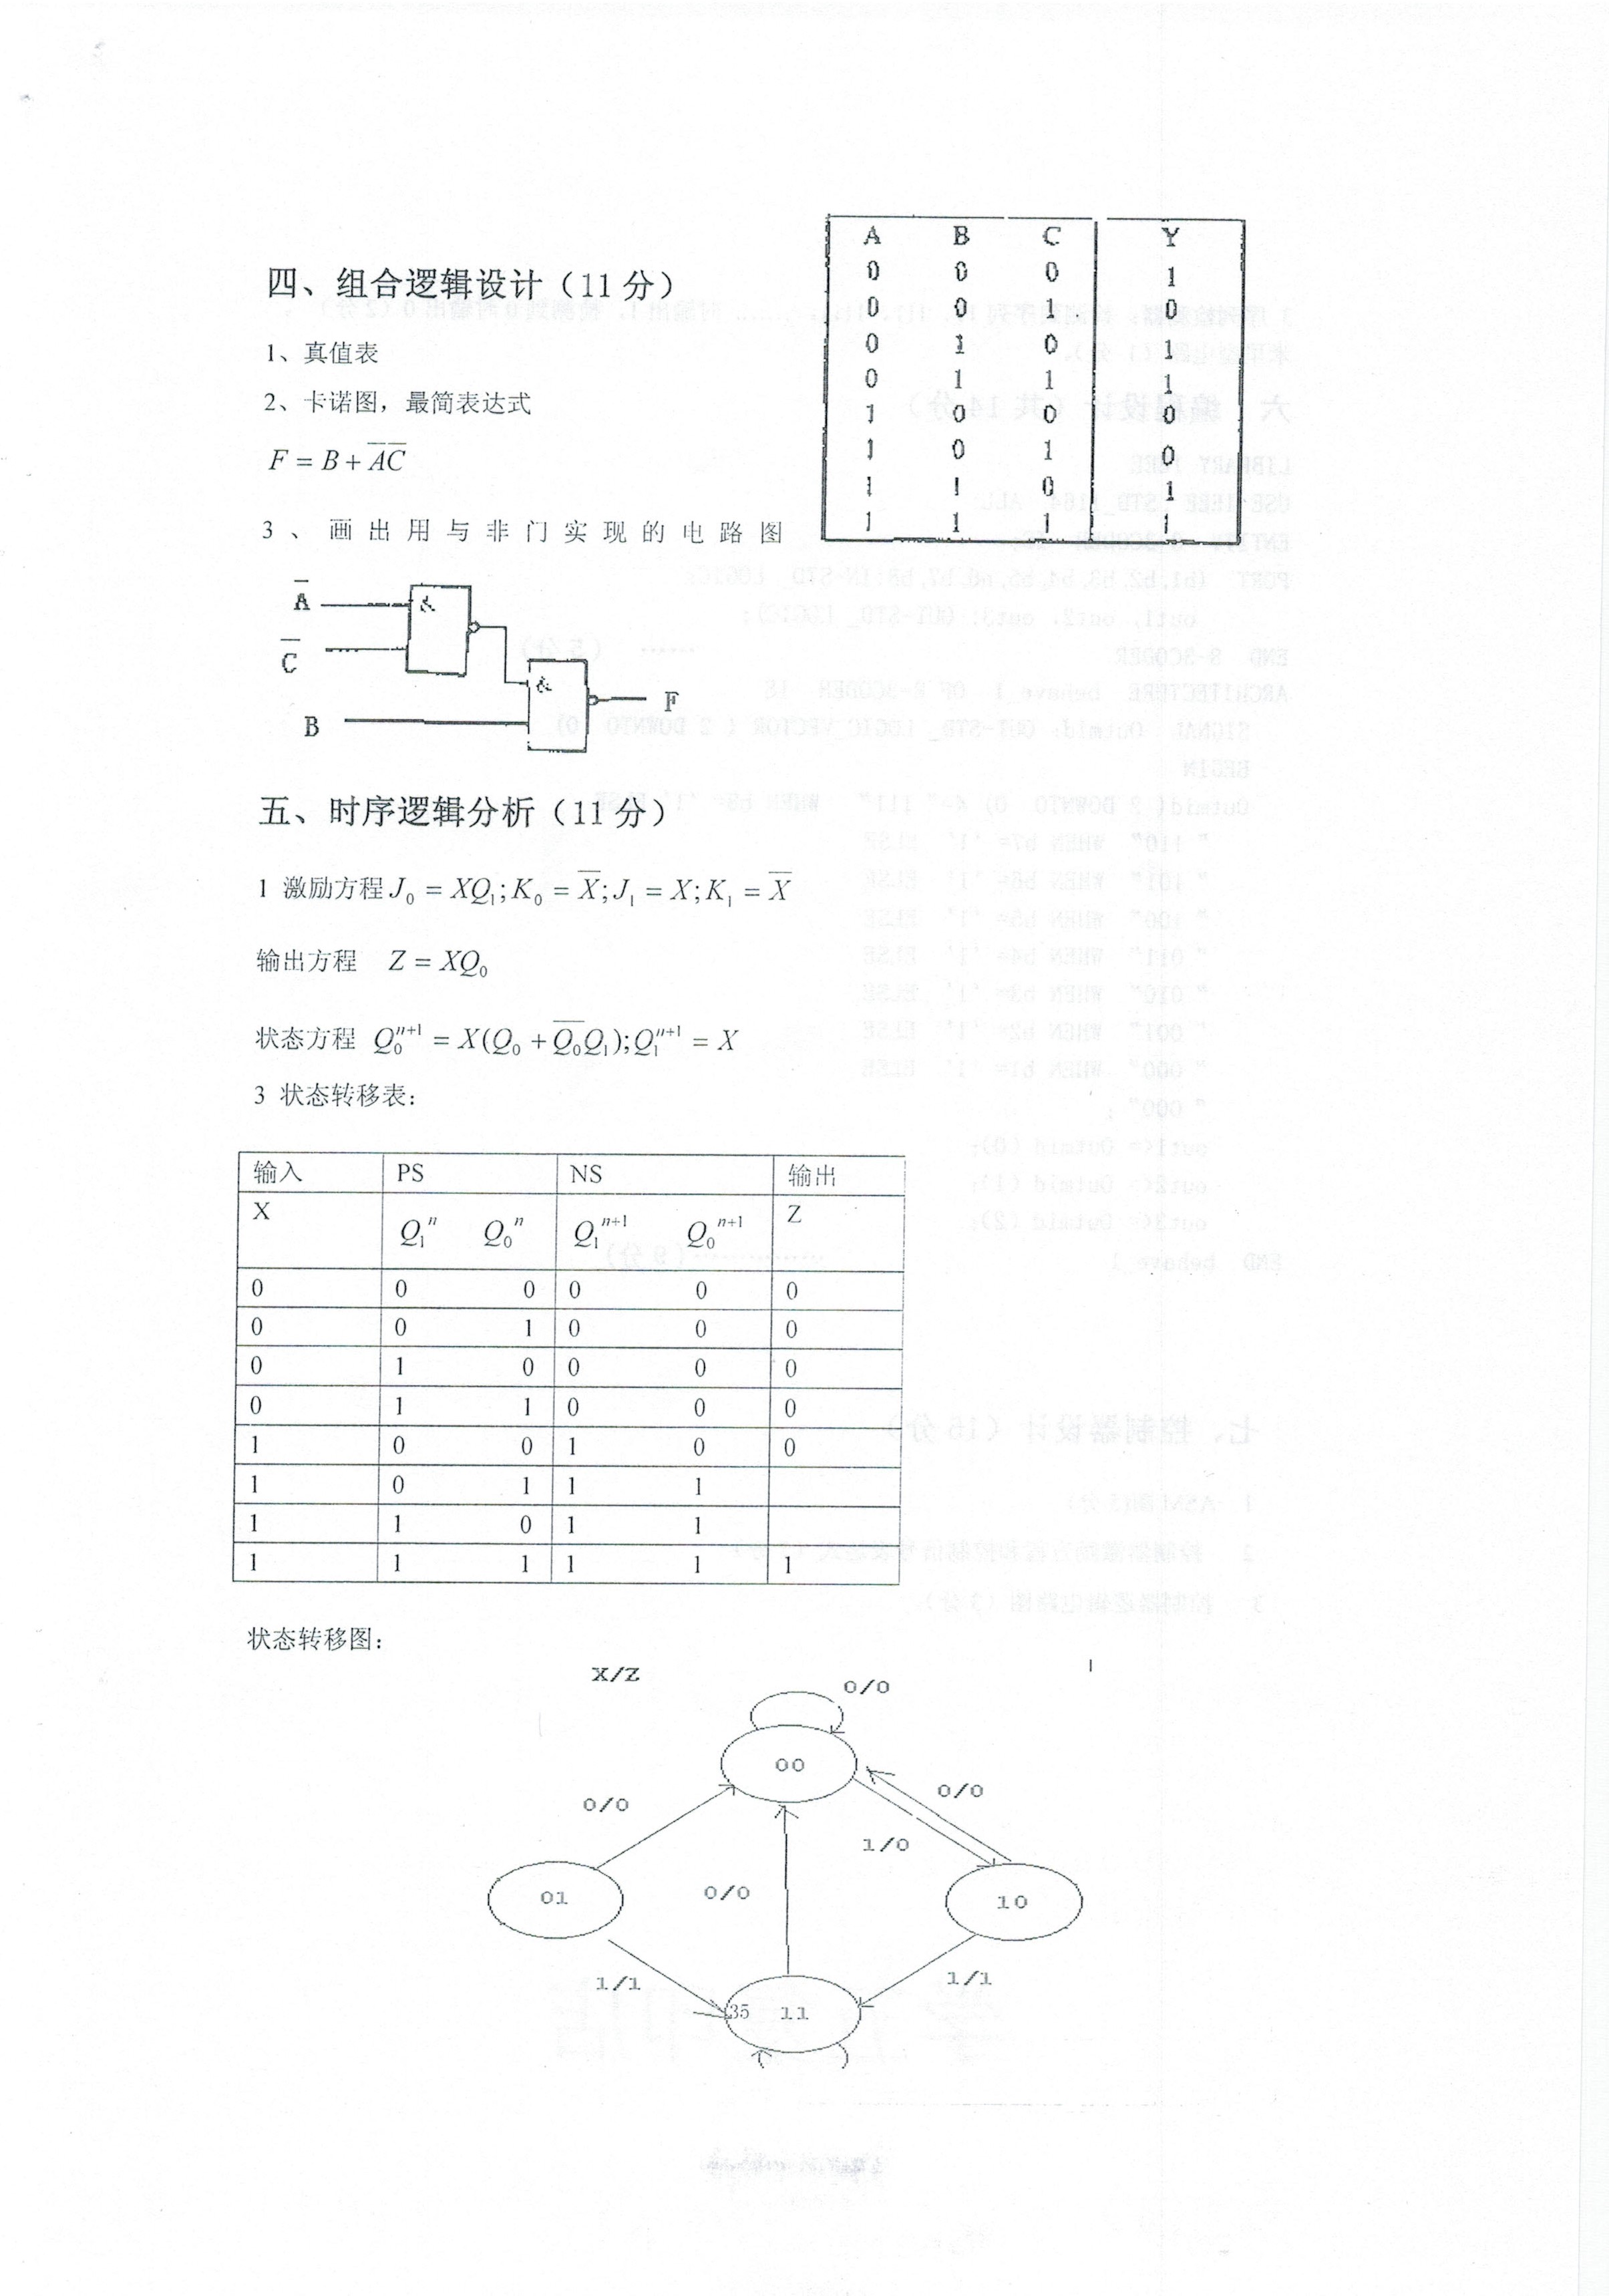 四、组合逻辑设计（11 分）
1、真值表
2、卡诺图，最简表达式
F = B + \overline{A}\,\overline{C}
3 、 画 出 用 与 非 门 实 现 的 电 路 图
A B C Y
0 0 0 1
0 0 1 0
0 1 0 1
0 1 1 1
1 0 0 0
1 0 1 0
1 1 0 1
1 1 1 1
\overline{A}
&
\overline{C}
&
F
B
五、时序逻辑分析（11 分）
1 激励方程 J_0 = XQ_1; K_0 = \overline{X}; J_1 = X; K_1 = \overline{X}
输出方程 Z = XQ_0
状态方程 Q_0^{n+1} = X(Q_0 + \overline{Q_0}Q_1); Q_1^{n+1} = X
3 状态转移表：
输入 PS NS 输出
X Q_1^n Q_0^n Q_1^{n+1} Q_0^{n+1} Z
0 0 0 0 0 0
0 0 1 0 0 0
0 1 0 0 0 0
0 1 1 0 0 0
1 0 0 1 0 0
1 0 1 1 1
1 1 0 1 1
1 1 1 1 1 1
状态转移图：
X/Z
0/0
00
0/0
0/0
1/0
01
0/0
10
1/1
1/1
35
11